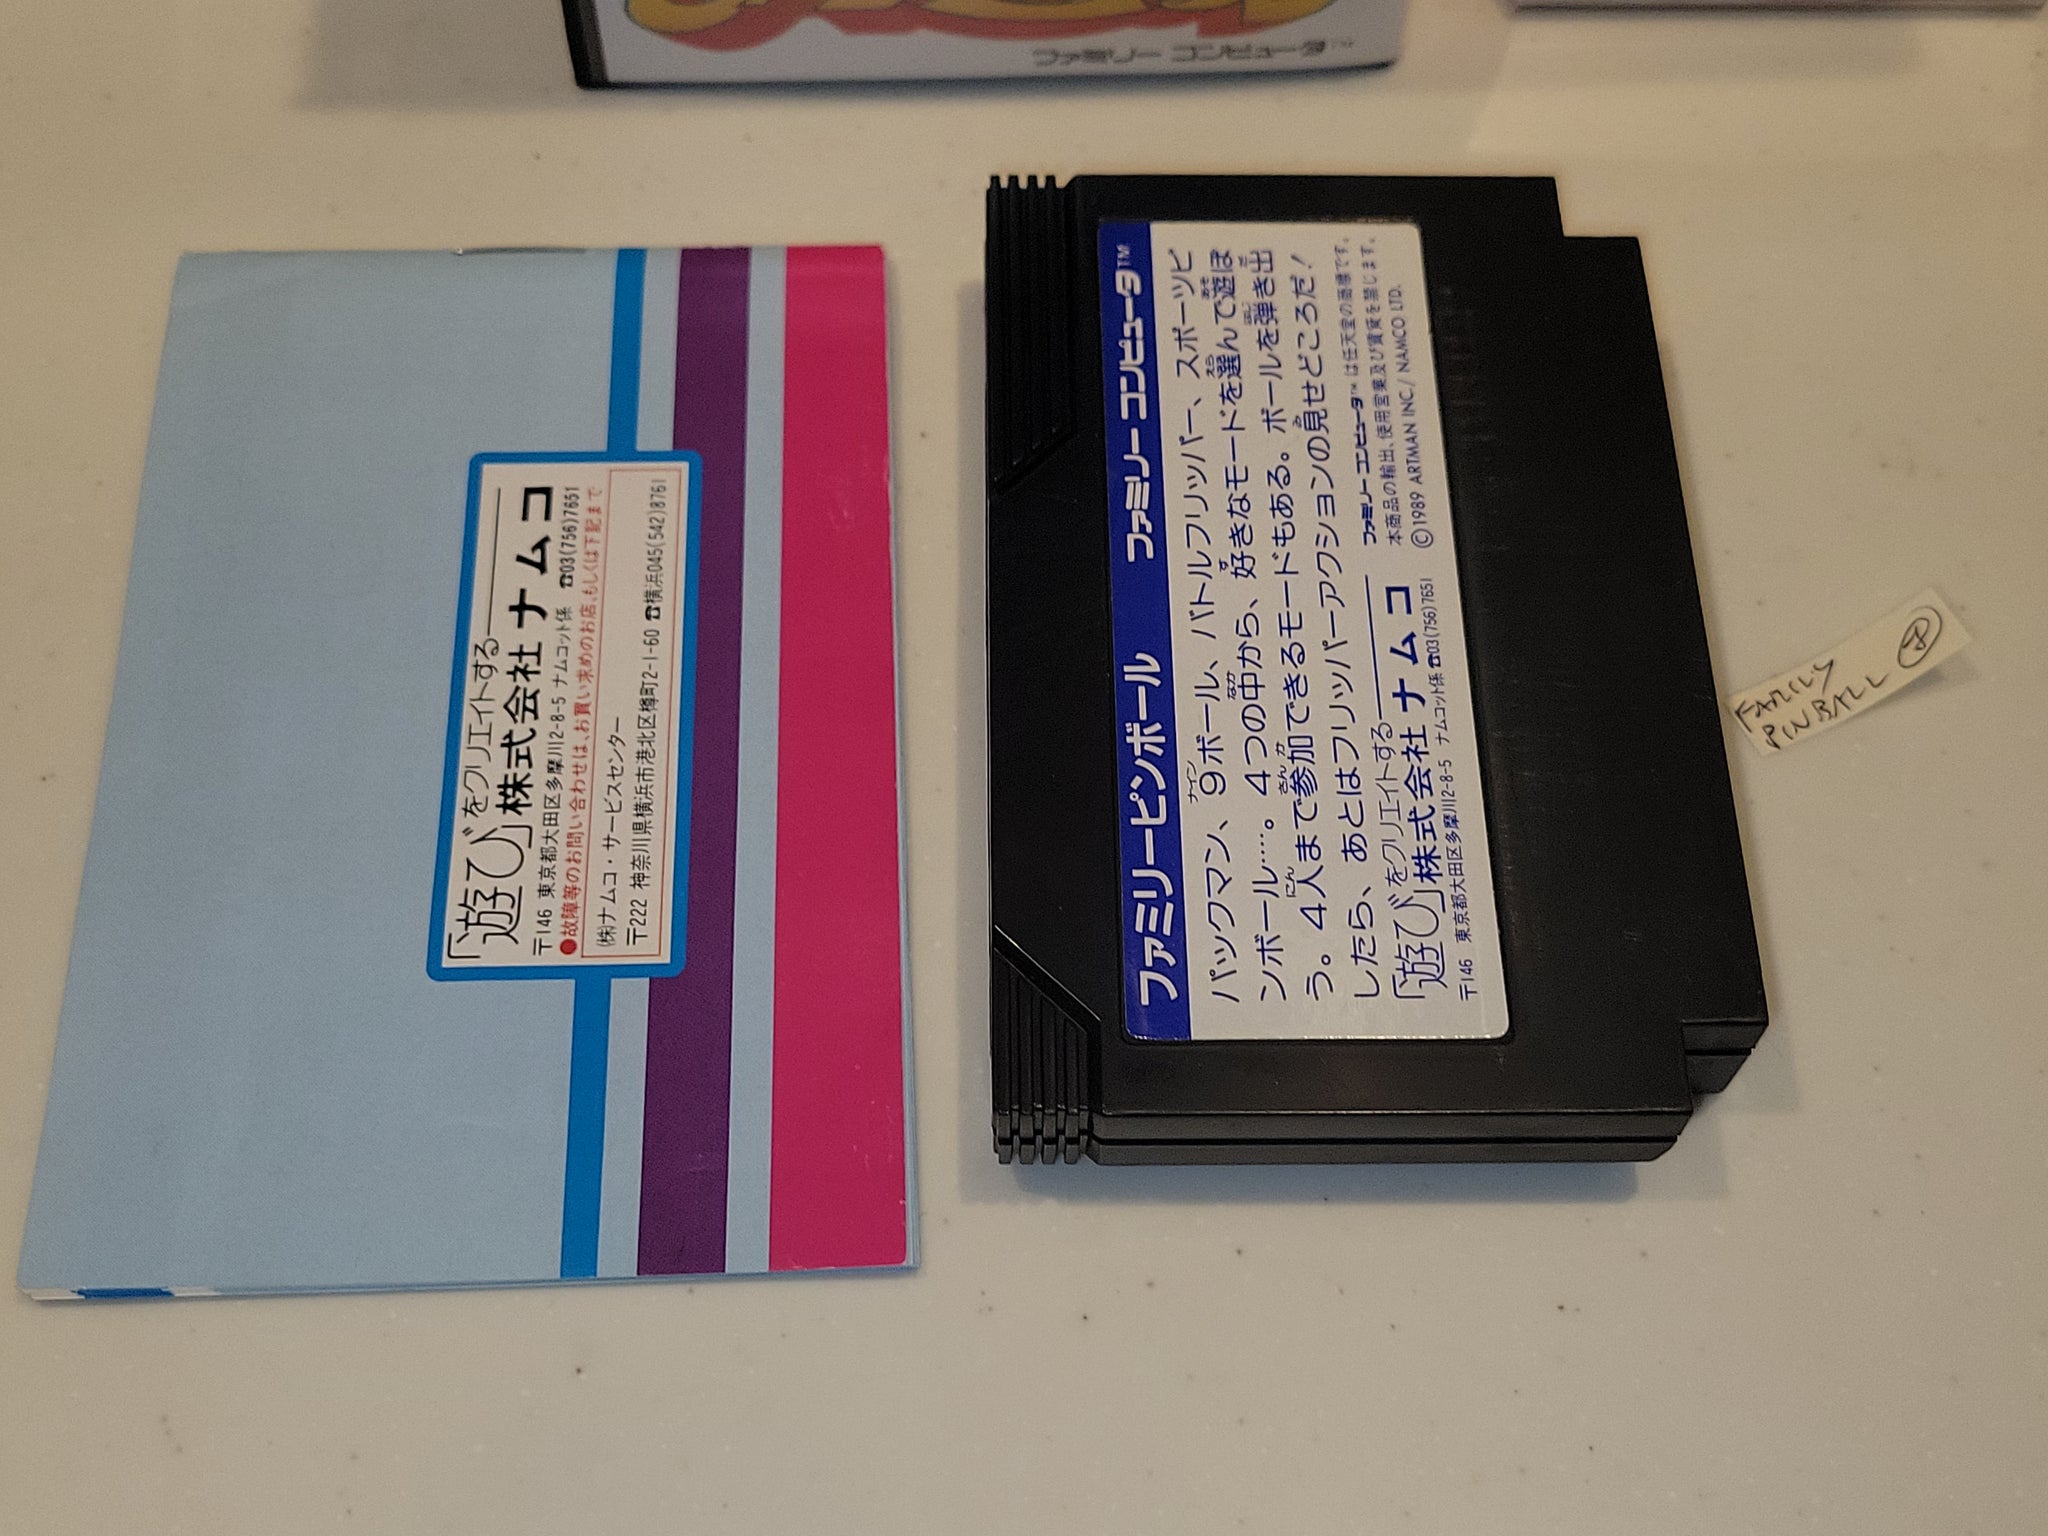 ファミリー コンピュータ
「遊び」をクリエイトする
株式会社 ナムコ
〒146 東京都大田区多摩川2-8-5 ナムコット係 ☎03(756)7651
●故障等のお問い合わせは、お買い求めのお店、もしくは下記まで
(株)ナムコ・サービスセンター
〒222 神奈川県横浜市港北区樽町2-1-60 ☎横浜045(542)8761
ファミリーピンボール ファミリー コンピュータ™
パックマン、9ボール、バトルフリッパー、スポーツピ
ンボール……。4つの中から、好きなモードを選んで遊ぼ
う。4人まで参加できるモードもある。ボールを弾き出
したら、あとはフリッパーアクションの見せどころだ!
「遊び」をクリエイトする
株式会社 ナムコ
〒146 東京都大田区多摩川2-8-5 ナムコット係 ☎03(756)7651
ファミリー コンピュータ™ は任天堂の商標です。
本商品の輸出、使用営業及び賃貸を禁じます。
©1989 ARTMAN INC/ NAMCO LTD.
FAMILY
PINBALL